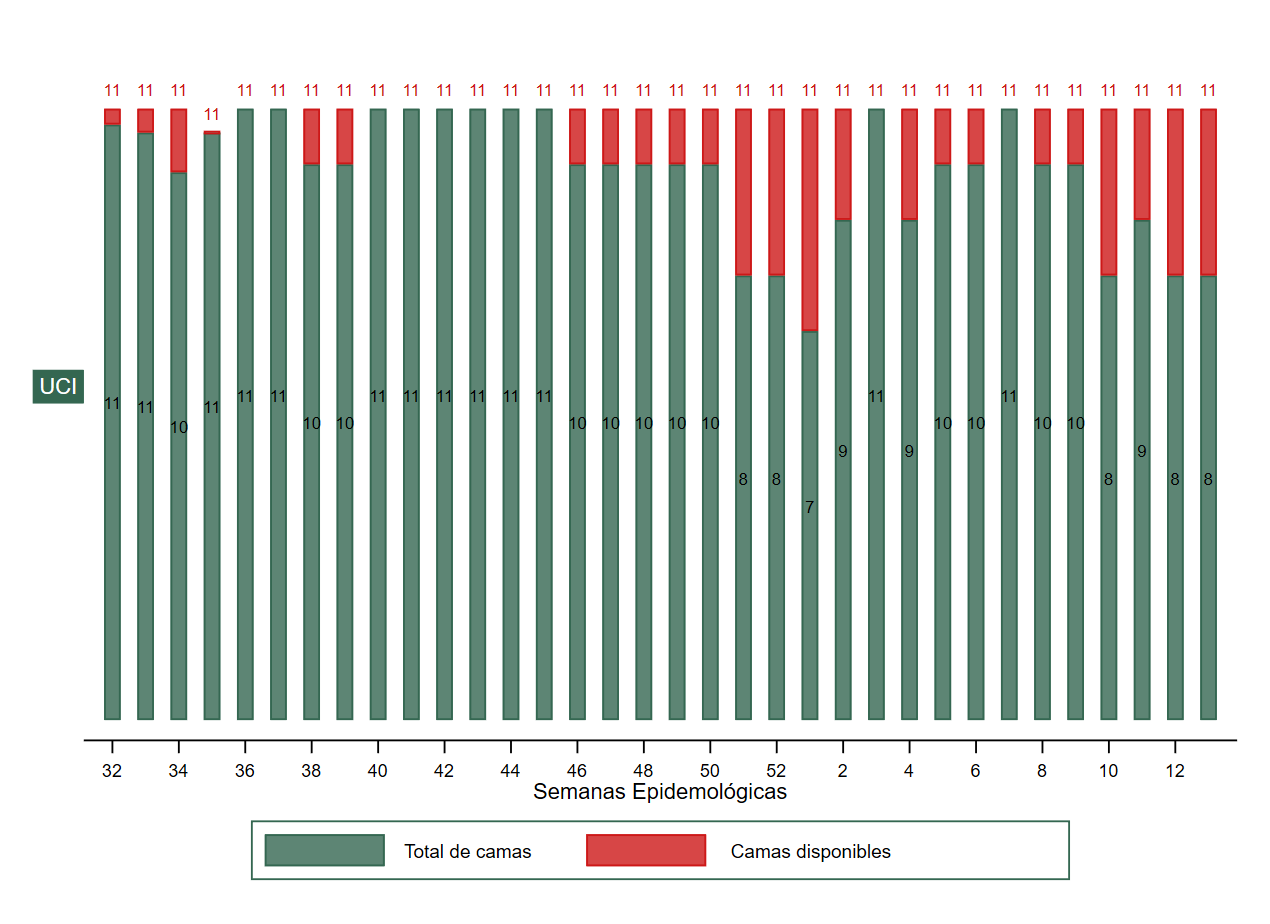 11 11 11 11 11 11 11 11 11 11 11 11 11 11 11 11 11 11 11 11 11 11 11 11 11 11 11 11 11 11 11 11 11
11
UCI
11 11 10 11 11 11 10 10 11 11 11 11 11 11 10 10 10 10 10 8 8 7 9 11 9 10 10 11 10 10 8 9 8 8
32 34 36 38 40 42 44 46 48 50 52 2 4 6 8 10 12
Semanas Epidemológicas
Total de camas Camas disponibles